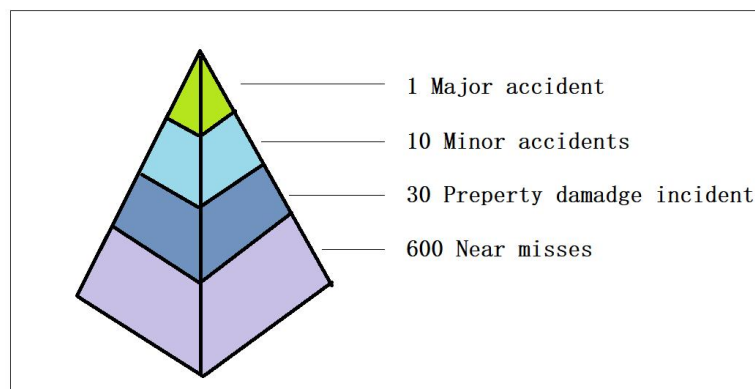 1 Major accident
10 Minor accidents
30 Preperty damadge incident
600 Near misses